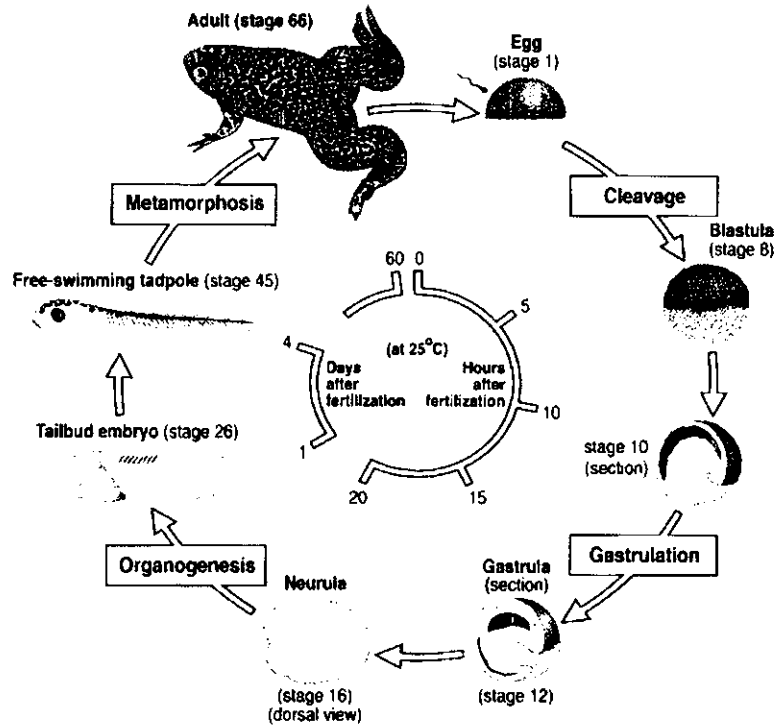 Adult (stage 66)
Egg
(stage 1)
Cleavage
Blastula
(stage 8)
stage 10
(section)
Gastrulation
Gastrula
(section)
(stage 12)
Neurula
(stage 16)
(dorsal view)
Organogenesis
Tailbud embryo (stage 26)
Free-swimming tadpole (stage 45)
Metamorphosis
60 0
5
10
15
20
1
4
(at 25°C)
Days
after
fertilization
Hours
after
fertilization